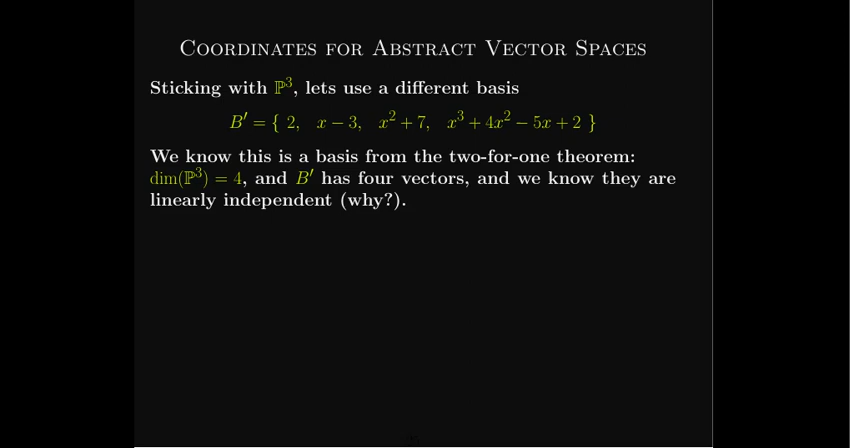 Coordinates for Abstract Vector Spaces
Sticking with ℙ³, lets use a different basis
B′ = { 2, x − 3, x² + 7, x³ + 4x² − 5x + 2 }
We know this is a basis from the two-for-one theorem:
dim(ℙ³) = 4, and B′ has four vectors, and we know they are
linearly independent (why?).